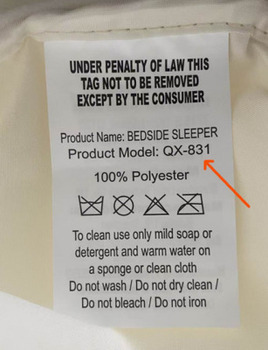 UNDER PENALTY OF LAW THIS
TAG NOT TO BE REMOVED
EXCEPT BY THE CONSUMER
Product Name: BEDSIDE SLEEPER
Product Model: QX-831
100% Polyester
To clean use only mild soap or
detergent and warm water on
a sponge or clean cloth
Do not wash / Do not dry clean /
Do not bleach / Do not iron